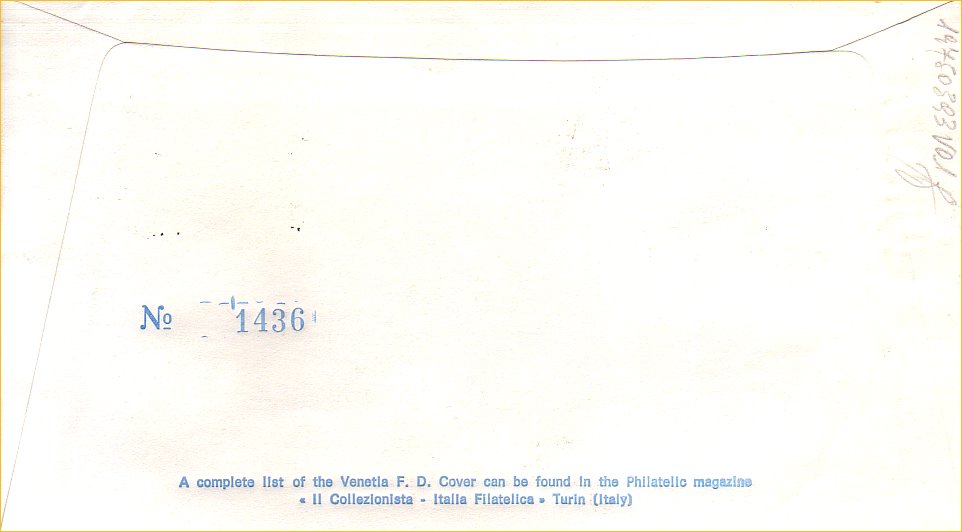 № 1436
A complete list of the Venetia F. D. Cover can be found in the Philatelic magazine
« Il Collezionista - Italia Filatelica » Turin (Italy)